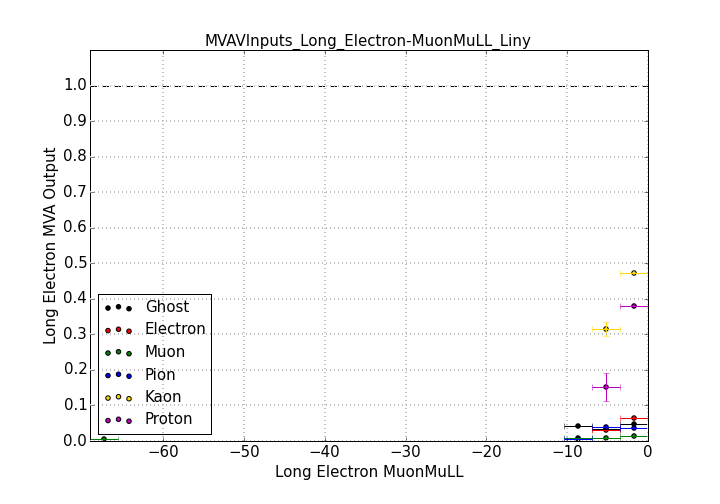 MVAVInputs_Long_Electron-MuonMuLL_Liny
Long Electron MVA Output
1.0
0.9
0.8
0.7
0.6
0.5
0.4
0.3
0.2
0.1
0.0
Ghost
Electron
Muon
Pion
Kaon
Proton
−60 −50 −40 −30 −20 −10 0
Long Electron MuonMuLL